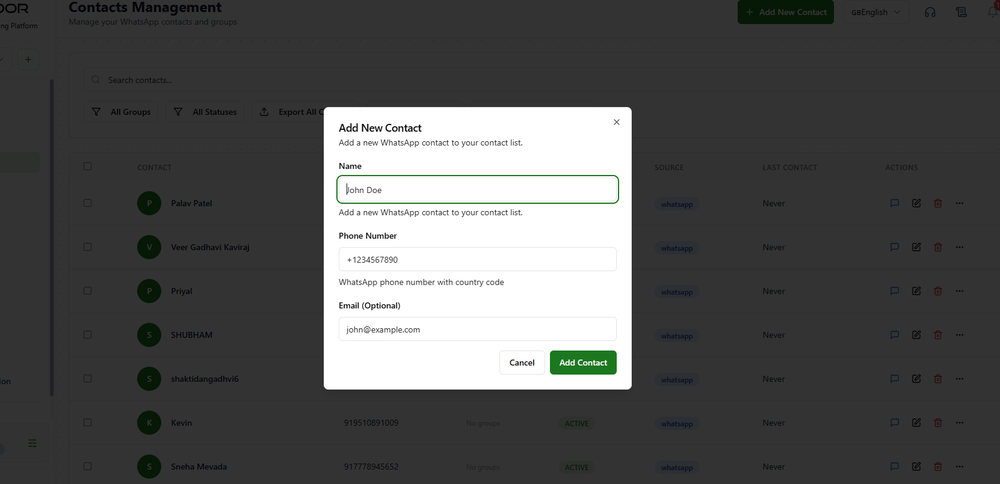 OOR
Contacts Management
Add New Contact
GBEnglish
ng Platform
Manage your WhatsApp contacts and groups
Search contacts...
All Groups
All Statuses
Export All C
Add New Contact
Add a new WhatsApp contact to your contact list.
Name
John Doe
Add a new WhatsApp contact to your contact list.
Phone Number
+1234567890
WhatsApp phone number with country code
Email (Optional)
john@example.com
Cancel
Add Contact
CONTACT
SOURCE
LAST CONTACT
ACTIONS
P
Palav Patel
whatsapp
Never
V
Veer Gadhavi Kaviraj
whatsapp
Never
P
Priyal
whatsapp
Never
S
SHUBHAM
whatsapp
Never
S
shaktidangadhvi6
whatsapp
Never
ion
K
Kevin
919510891009
No groups
ACTIVE
whatsapp
Never
S
Sneha Mevada
917778945652
No groups
ACTIVE
whatsapp
Never